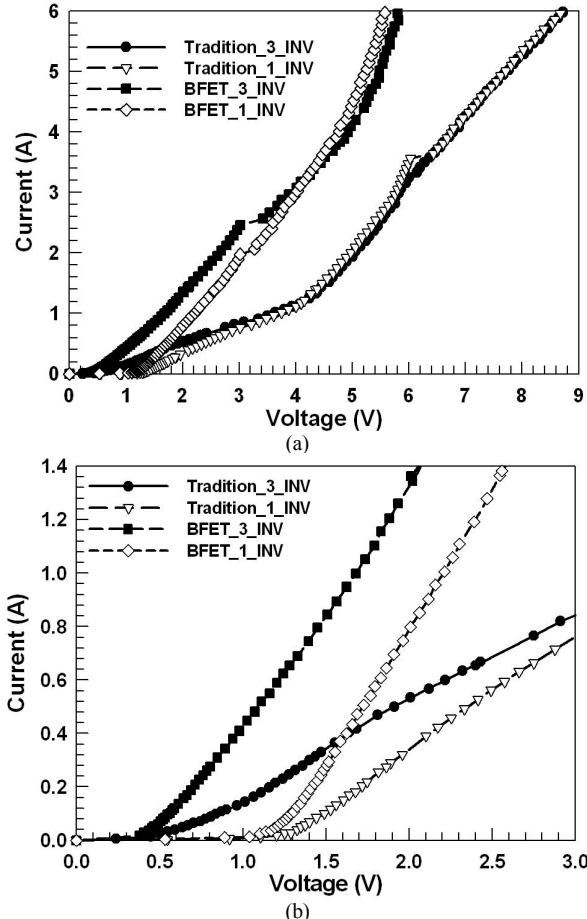 6
5
4
3
2
1
0
Current (A)
Tradition_3_INV
Tradition_1_INV
BFET_3_INV
BFET_1_INV
0 1 2 3 4 5 6 7 8 9
Voltage (V)
(a)
1.4
1.2
1.0
0.8
0.6
0.4
0.2
0.0
Current (A)
Tradition_3_INV
Tradition_1_INV
BFET_3_INV
BFET_1_INV
0.0 0.5 1.0 1.5 2.0 2.5 3.0
Voltage (V)
(b)